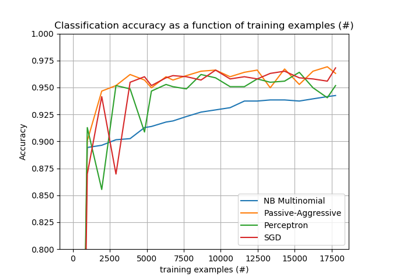 Classification accuracy as a function of training examples (#)
1.000
0.975
0.950
0.925
0.900
0.875
0.850
0.825
0.800
Accuracy
NB Multinomial
Passive-Aggressive
Perceptron
SGD
0 2500 5000 7500 10000 12500 15000 17500
training examples (#)